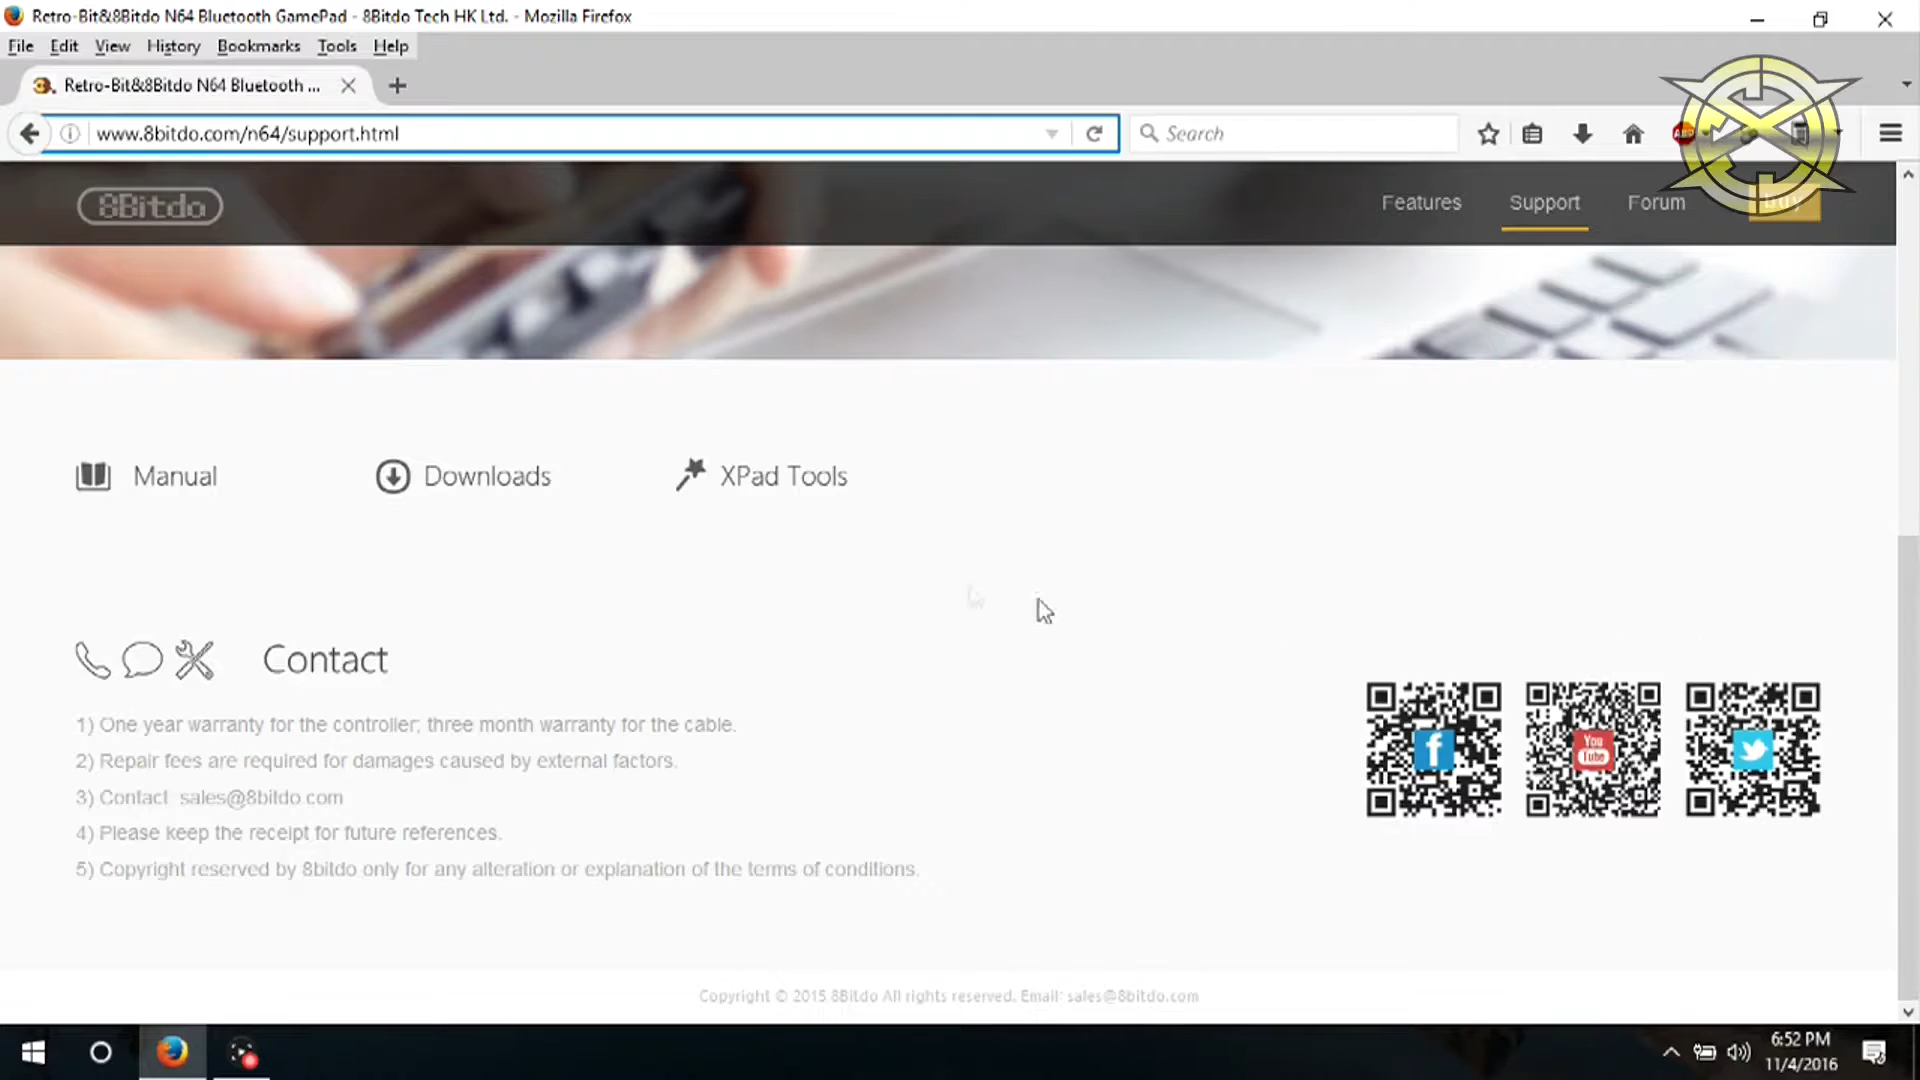 Retro-Bit&8Bitdo N64 Bluetooth GamePad - 8Bitdo Tech HK Ltd. - Mozilla Firefox
File Edit View History Bookmarks Tools Help
Retro-Bit&8Bitdo N64 Bluetooth ...
www.8bitdo.com/n64/support.html
Search
ABP
8Bitdo
Features Support Forum Buy
Manual Downloads XPad Tools
Contact
1) One year warranty for the controller; three month warranty for the cable.
2) Repair fees are required for damages caused by external factors.
3) Contact sales@8bitdo.com
4) Please keep the receipt for future references.
5) Copyright reserved by 8bitdo only for any alteration or explanation of the terms of conditions.
f
You
Tube
Copyright © 2015 8Bitdo All rights reserved. Email: sales@8bitdo.com
6:52 PM
11/4/2016